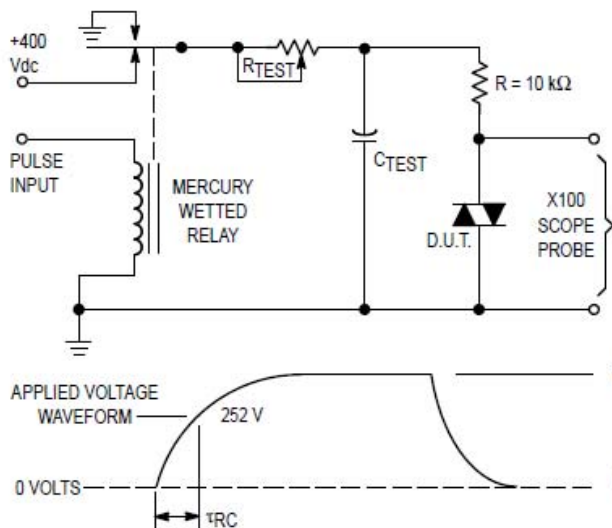 +400
Vdc
RTEST
R = 10 kΩ
CTEST
PULSE
INPUT
MERCURY
WETTED
RELAY
D.U.T.
X100
SCOPE
PROBE
APPLIED VOLTAGE
WAVEFORM
252 V
0 VOLTS
τRC